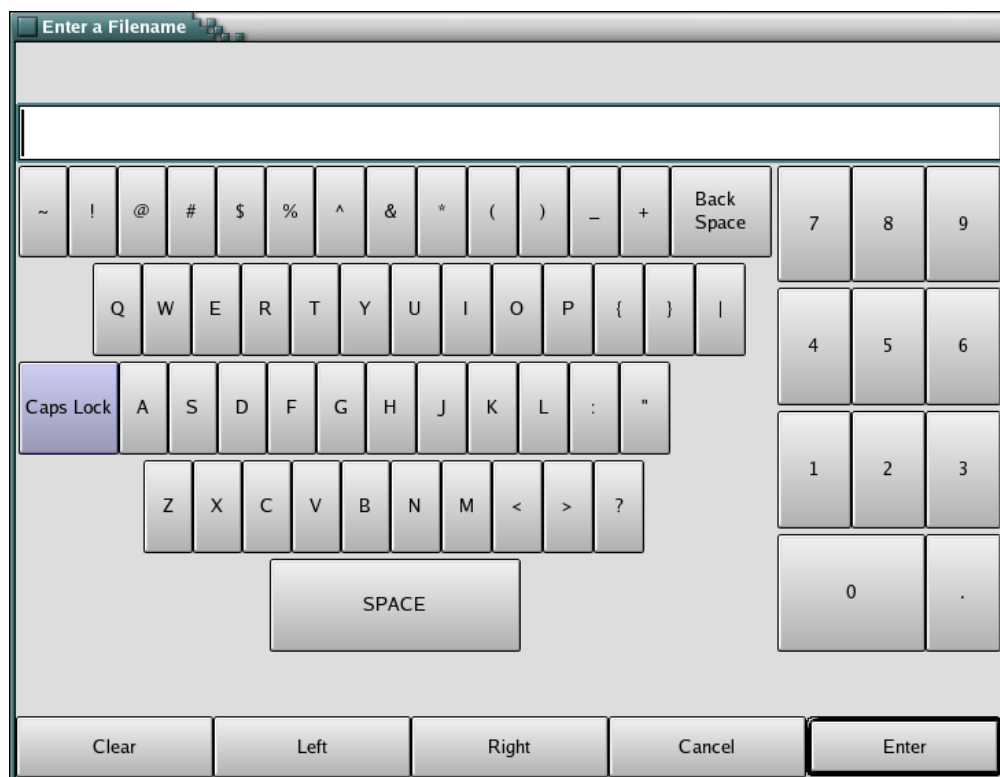 Enter a Filename
~ ! @ # $ % ^ & * ( ) _ + Back Space 7 8 9
Q W E R T Y U I O P { } |
4 5 6
Caps Lock A S D F G H J K L : "
1 2 3
Z X C V B N M < > ?
SPACE 0 .
Clear Left Right Cancel Enter